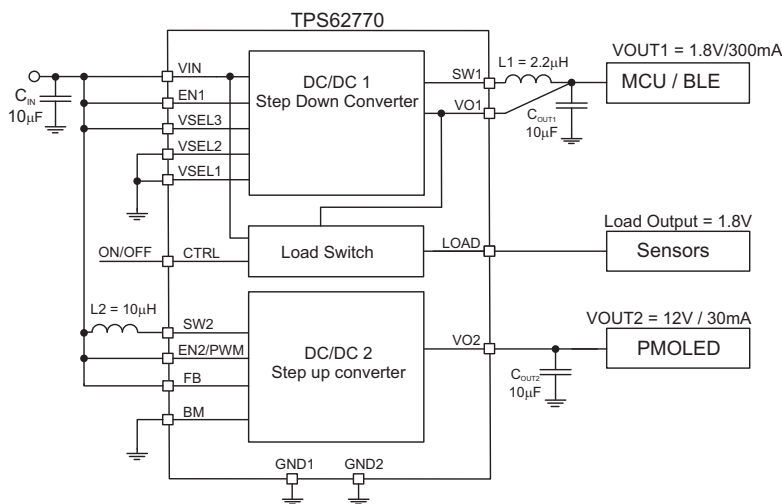 TPS62770
VIN
EN1
VSEL3
VSEL2
VSEL1
C_IN
10μF
DC/DC 1
Step Down Converter
SW1
VO1
L1 = 2.2μH
C_OUT1
10μF
VOUT1 = 1.8V/300mA
MCU / BLE
ON/OFF
CTRL
Load Switch
LOAD
Load Output = 1.8V
Sensors
L2 = 10μH
SW2
EN2/PWM
FB
BM
DC/DC 2
Step up converter
VO2
C_OUT2
10μF
VOUT2 = 12V / 30mA
PMOLED
GND1
GND2